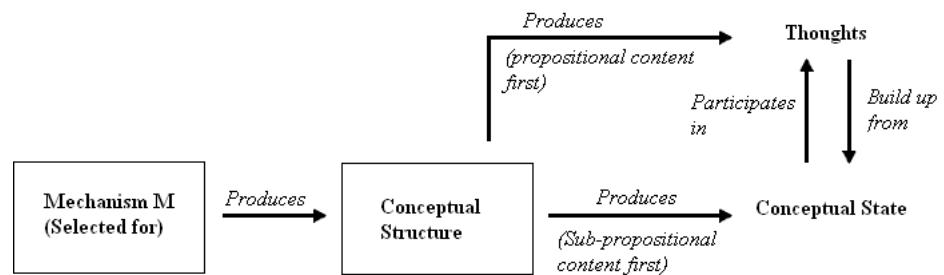 Produces
(propositional content
first)
Thoughts
Participates
in
Build up
from
Mechanism M
(Selected for)
Produces
Conceptual
Structure
Produces
(Sub-propositional
content first)
Conceptual State